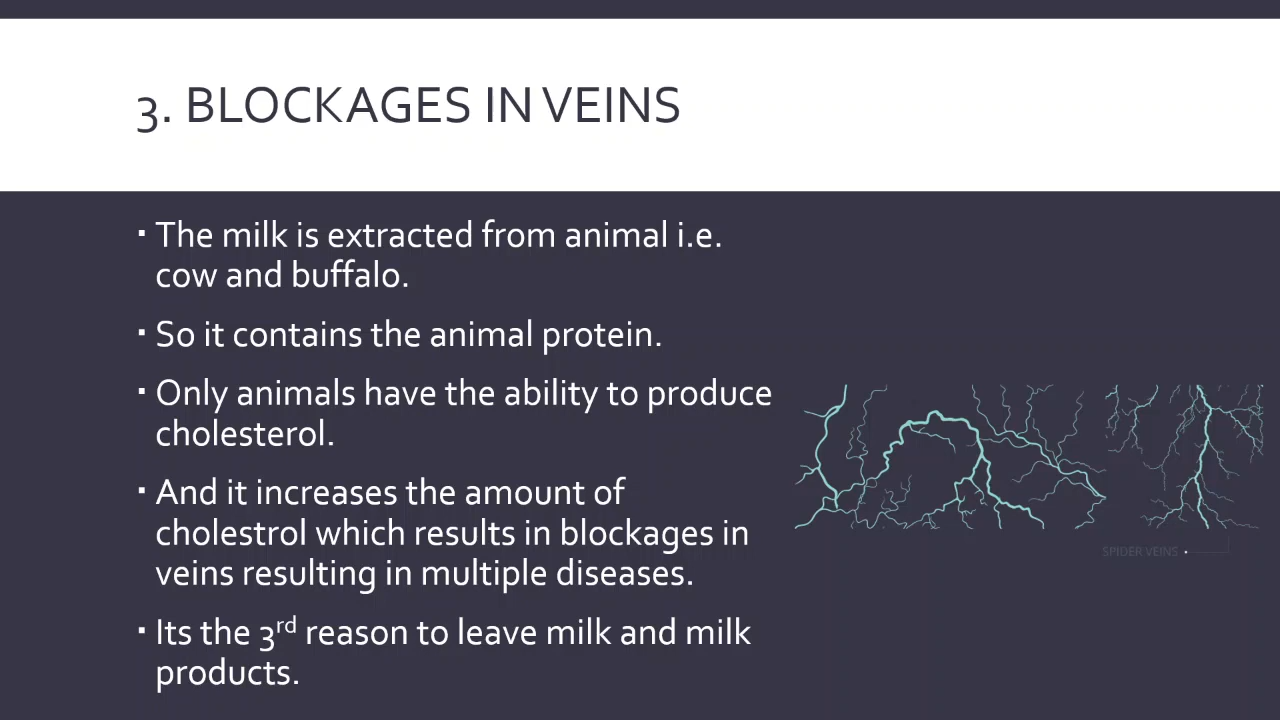 3. BLOCKAGES IN VEINS
▪ The milk is extracted from animal i.e.
cow and buffalo.
▪ So it contains the animal protein.
▪ Only animals have the ability to produce
cholesterol.
▪ And it increases the amount of
cholestrol which results in blockages in
veins resulting in multiple diseases.
▪ Its the 3rd reason to leave milk and milk
products.
SPIDER VEINS